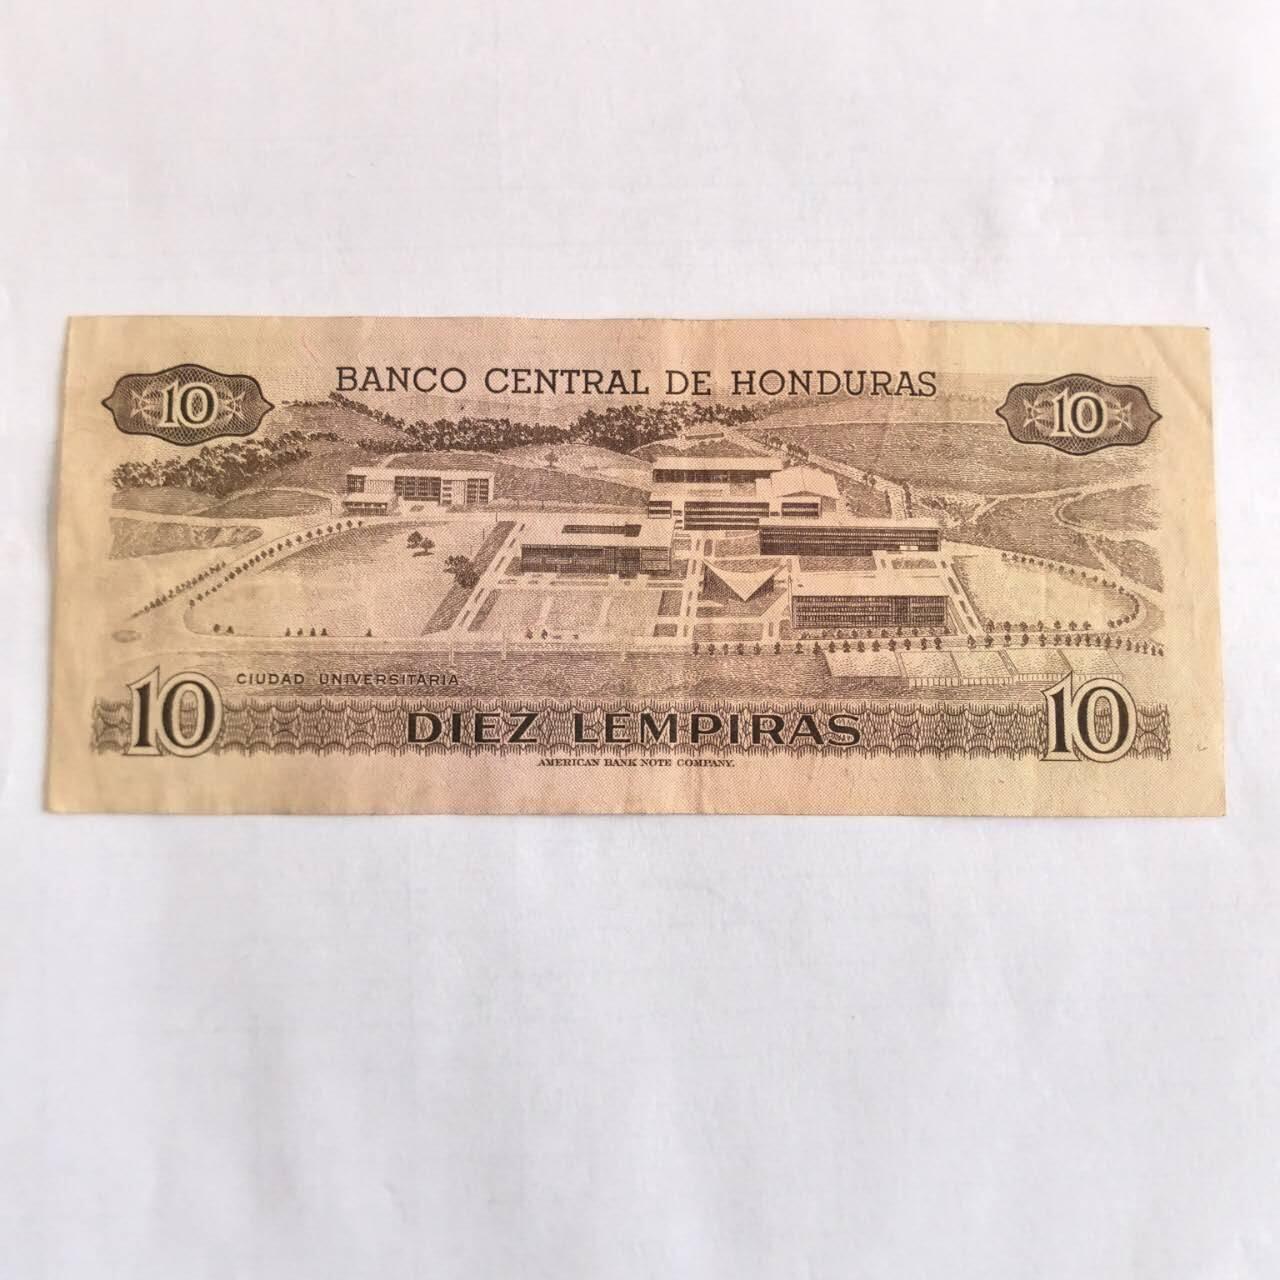 BANCO CENTRAL DE HONDURAS
10
10
CIUDAD UNIVERSITARIA
10
DIEZ LEMPIRAS
10
AMERICAN BANK NOTE COMPANY.